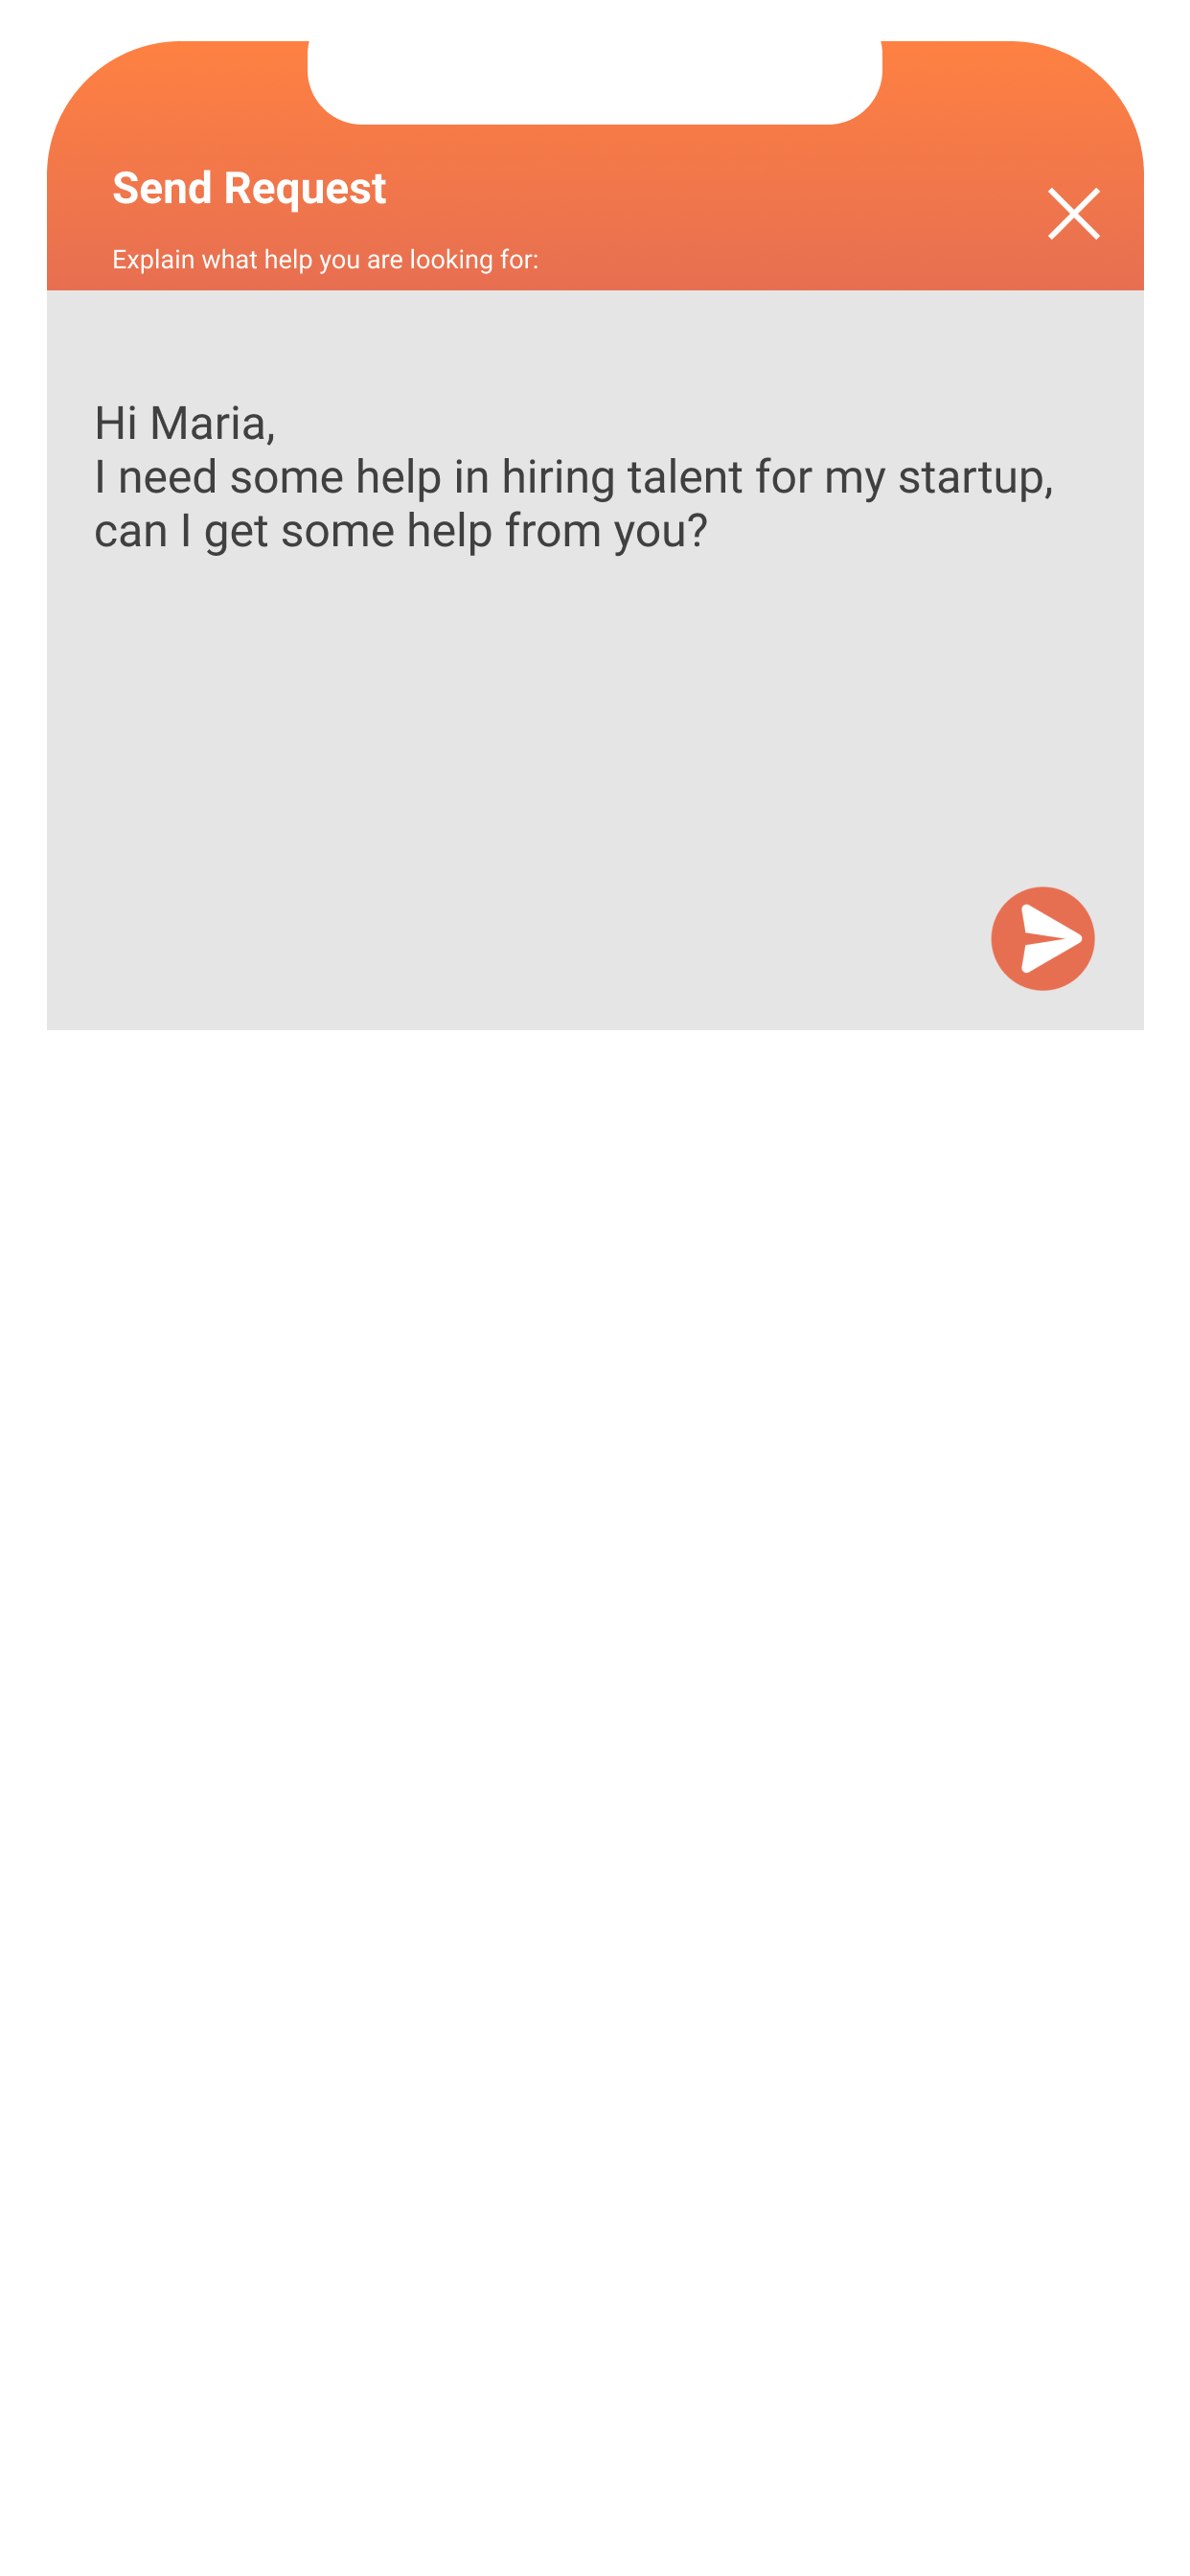 Send Request
Explain what help you are looking for:
Hi Maria,
I need some help in hiring talent for my startup,
can I get some help from you?